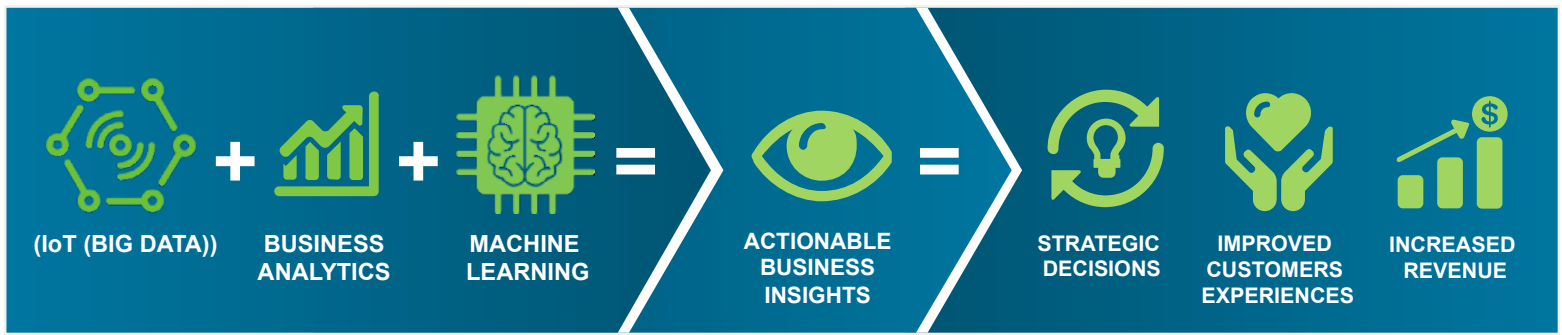 +
+
=
=
$
(IoT (BIG DATA))
BUSINESS
ANALYTICS
MACHINE
LEARNING
ACTIONABLE
BUSINESS
INSIGHTS
STRATEGIC
DECISIONS
IMPROVED
CUSTOMERS
EXPERIENCES
INCREASED
REVENUE